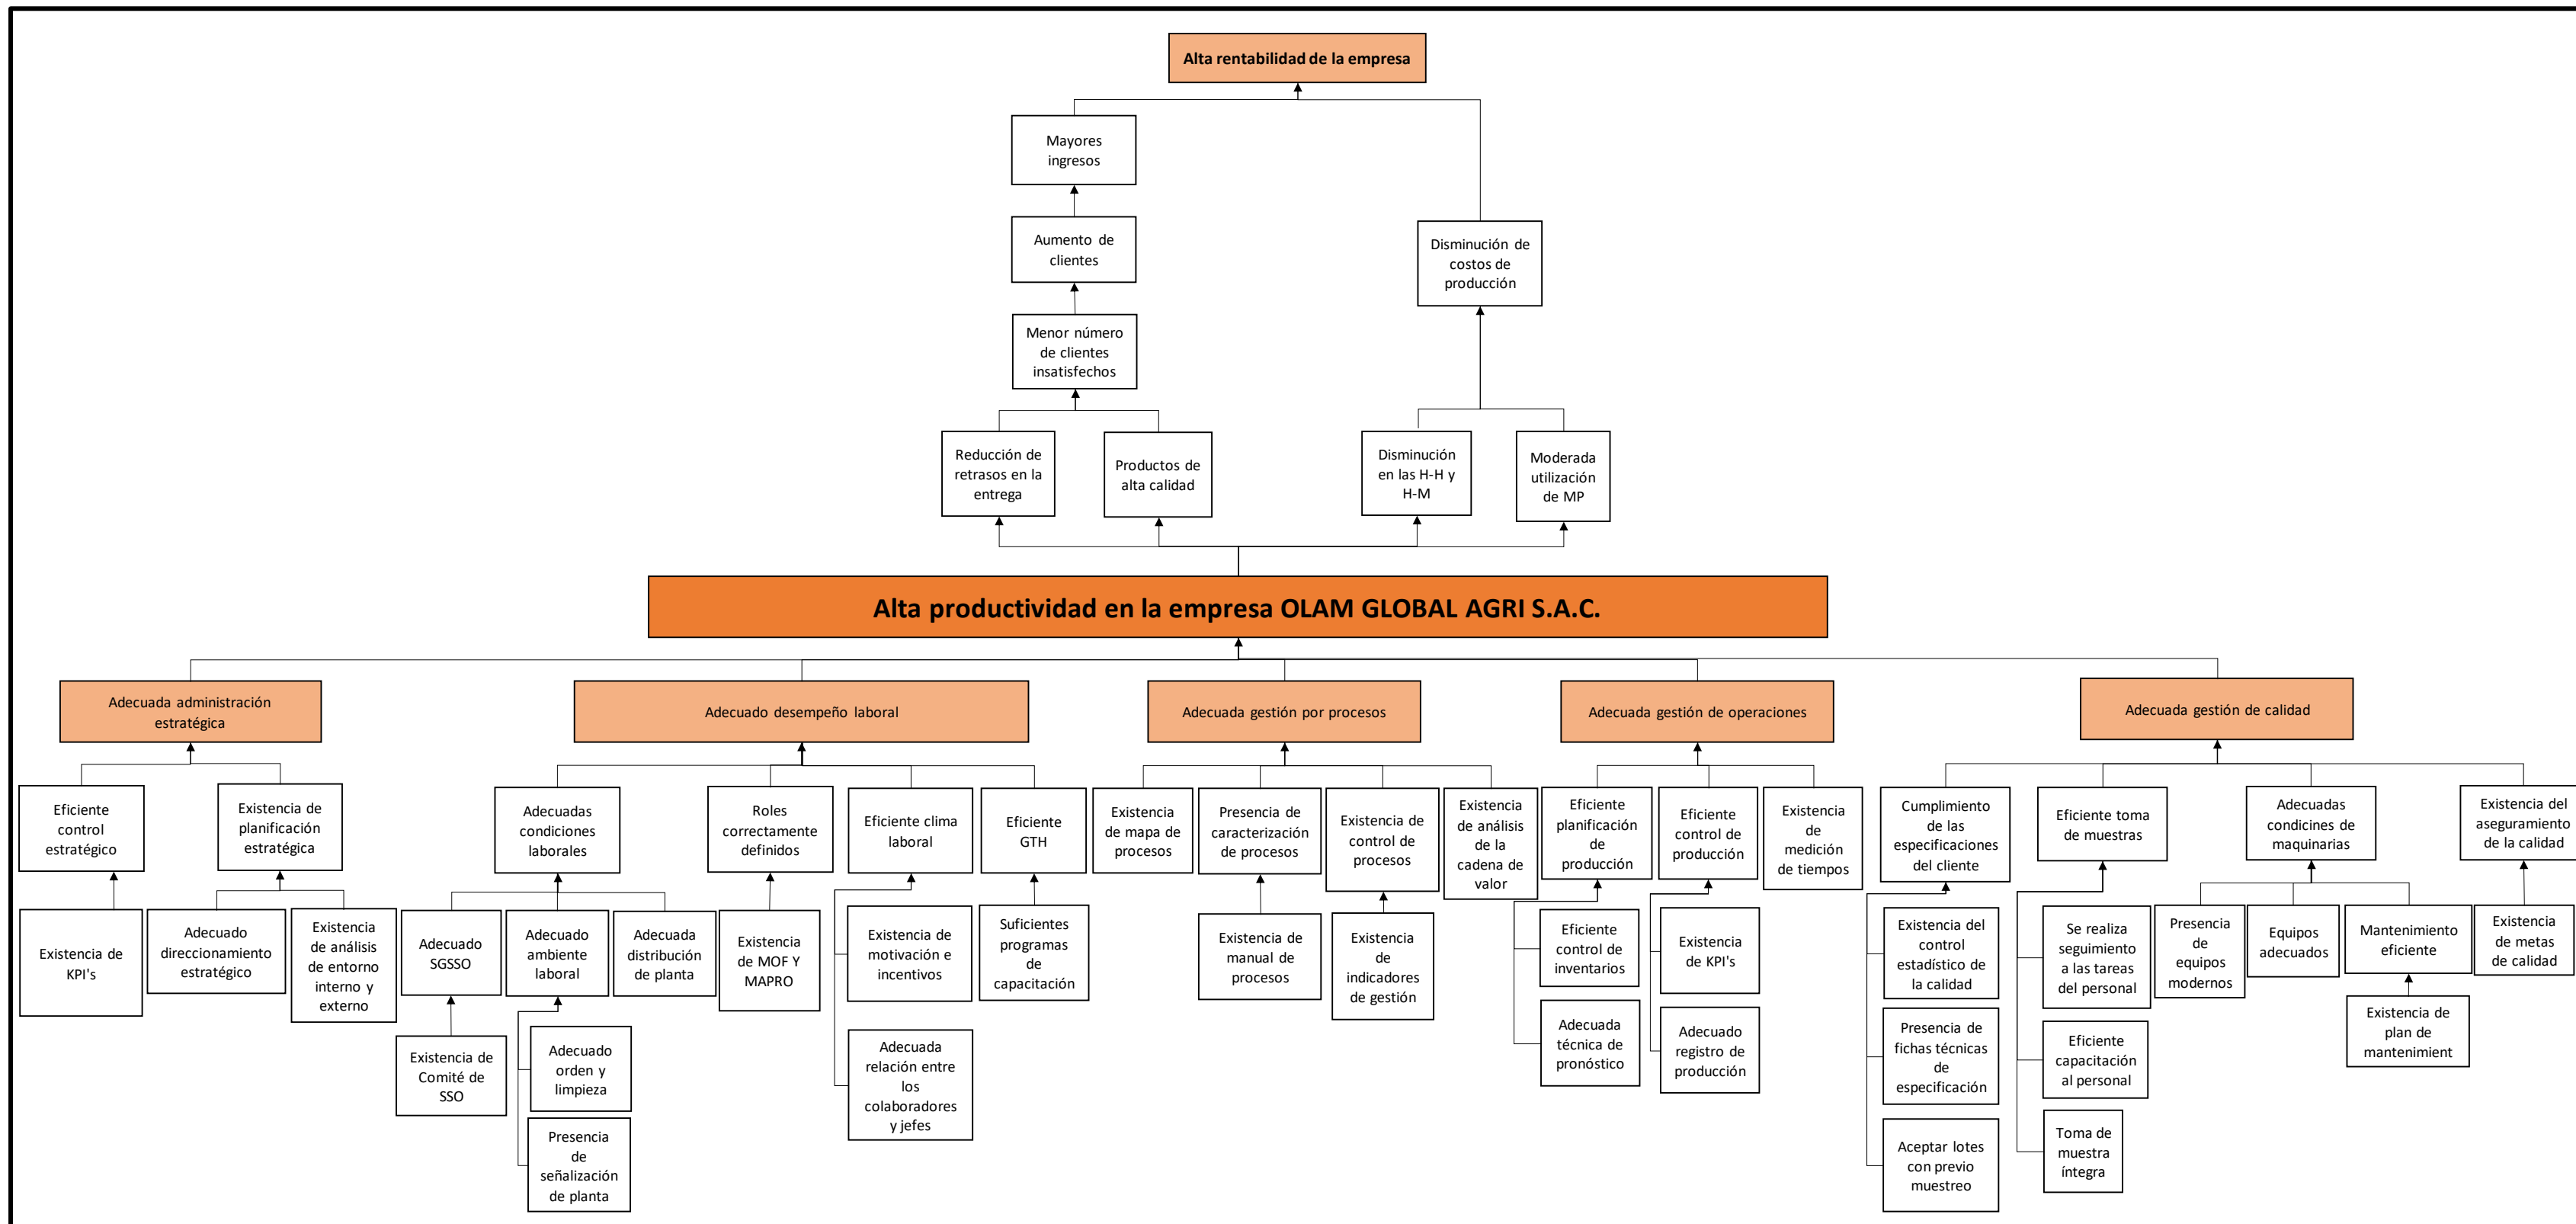 Alta rentabilidad de la empresa
Mayores
ingresos
Aumento de
clientes
Disminución de
costos de
producción
Menor número
de clientes
insatisfechos
Reducción de
retrasos en la
entrega
Productos de
alta calidad
Disminución
en las H-H y
H-M
Moderada
utilización
de MP
Alta productividad en la empresa OLAM GLOBAL AGRI S.A.C.
Adecuada administración
estratégica
Adecuado desempeño laboral
Adecuada gestión por procesos
Adecuada gestión de operaciones
Adecuada gestión de calidad
Eficiente
control
estratégico
Existencia de
planificación
estratégica
Adecuadas
condiciones
laborales
Roles
correctamente
definidos
Eficiente clima
laboral
Eficiente
GTH
Existencia
de mapa de
procesos
Presencia de
caracterización
de procesos
Existencia de
control de
procesos
Existencia
de análisis
de la
cadena de
valor
Eficiente
planificación
de
producción
Eficiente
control de
producción
Existencia
de
medición
de tiempos
Cumplimiento
de las
especificaciones
del cliente
Eficiente toma
de muestras
Adecuadas
condicines de
maquinarias
Existencia del
aseguramiento
de la calidad
Existencia de
KPI's
Adecuado
direccionamiento
estratégico
Existencia
de análisis
de entorno
interno y
externo
Adecuado
SGSSO
Adecuado
ambiente
laboral
Adecuada
distribución
de planta
Existencia
de MOF Y
MAPRO
Existencia de
motivación e
incentivos
Suficientes
programas
de
capacitación
Existencia de
manual de
procesos
Existencia
de
indicadores
de gestión
Eficiente
control de
inventarios
Existencia
de KPI's
Existencia del
control
estadístico de
la calidad
Se realiza
seguimiento
a las tareas
del personal
Presencia
de
equipos
modernos
Equipos
adecuados
Mantenimiento
eficiente
Existencia
de metas
de calidad
Existencia de
Comité de
SSO
Adecuado
orden y
limpieza
Adecuada
relación entre
los
colaboradores
y jefes
Adecuada
técnica de
pronóstico
Adecuado
registro de
producción
Presencia de
fichas técnicas
de
especificación
Eficiente
capacitación
al personal
Existencia de
plan de
mantenimient
Presencia
de
señalización
de planta
Aceptar lotes
con previo
muestreo
Toma de
muestra
íntegra